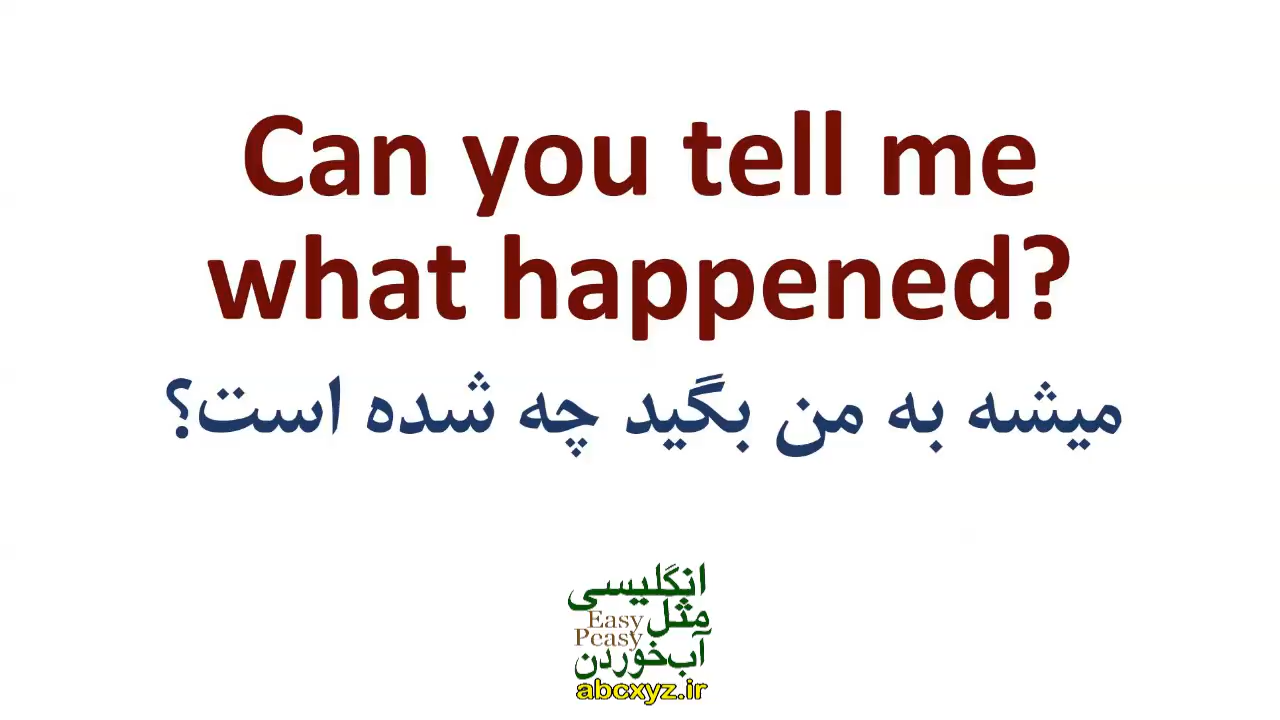 Can you tell me
what happened?
میشه به من بگید چه شده است؟
انگلیسی
مثل
Easy
Peasy
آب‌خوردن
abcxyz.ir